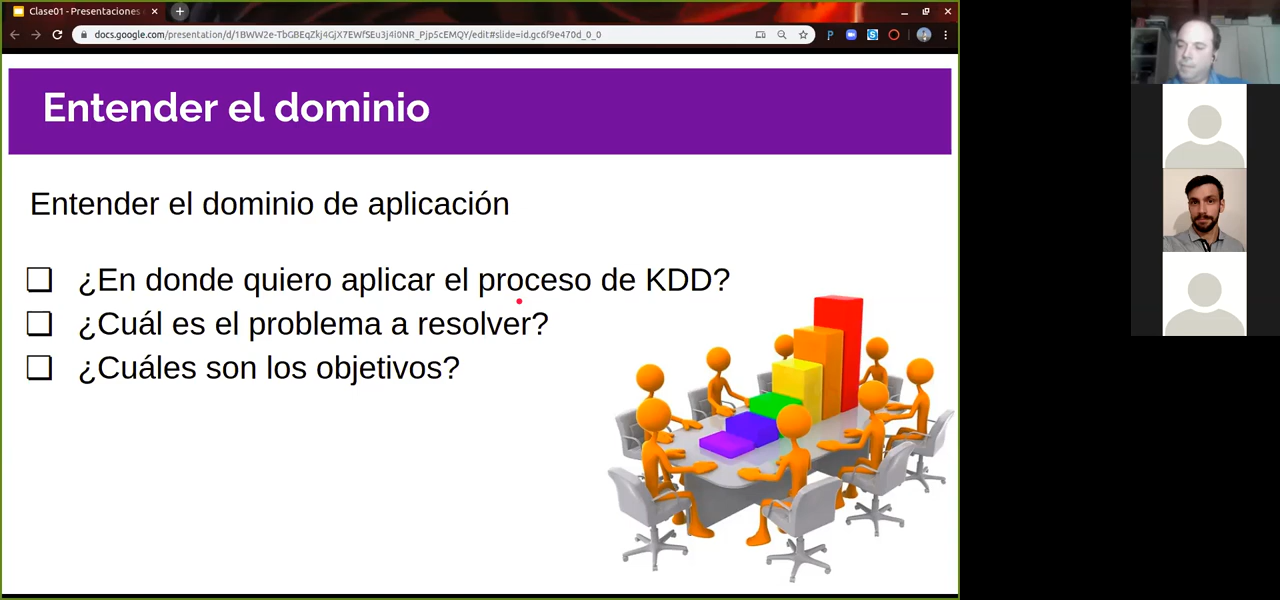 Clase01 - Presentaciones
docs.google.com/presentation/d/1BWW2e-TbGBEqZkj4GJX7EWfSEu3j4i0NR_PjpScEMQY/edit#slide=id.gc6f9e470d_0_0
Entender el dominio
Entender el dominio de aplicación
❏ ¿En donde quiero aplicar el proceso de KDD?
❏ ¿Cuál es el problema a resolver?
❏ ¿Cuáles son los objetivos?